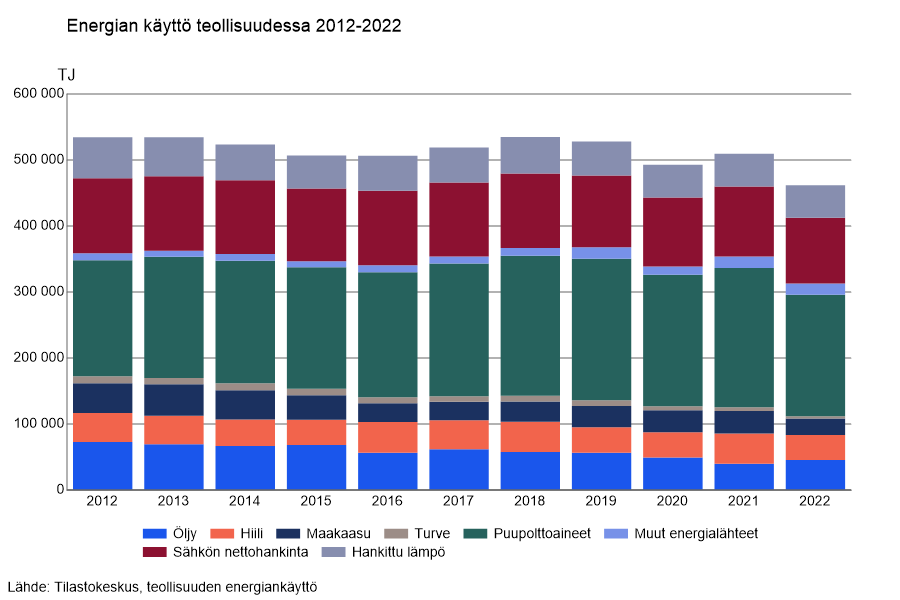 Energian käyttö teollisuudessa 2012-2022
TJ
600 000
500 000
400 000
300 000
200 000
100 000
0
2012 2013 2014 2015 2016 2017 2018 2019 2020 2021 2022
Öljy Hiili Maakaasu Turve Puupolttoaineet Muut energialähteet
Sähkön nettohankinta Hankittu lämpö
Lähde: Tilastokeskus, teollisuuden energiankäyttö